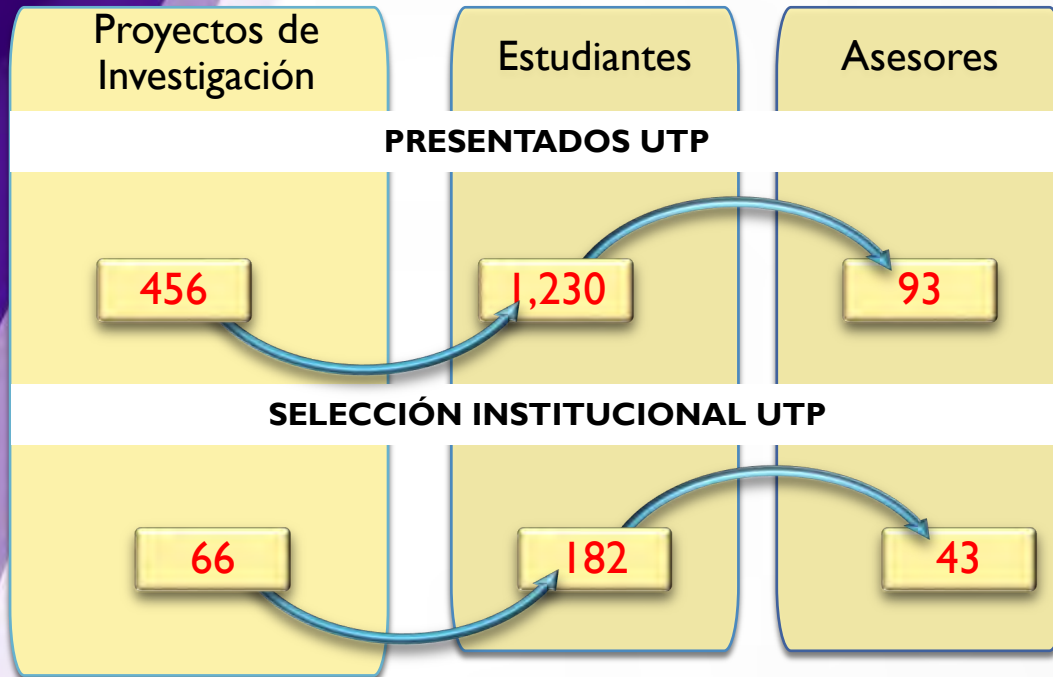 Proyectos de
Investigación
Estudiantes
Asesores
PRESENTADOS UTP
456
1,230
93
SELECCIÓN INSTITUCIONAL UTP
66
182
43